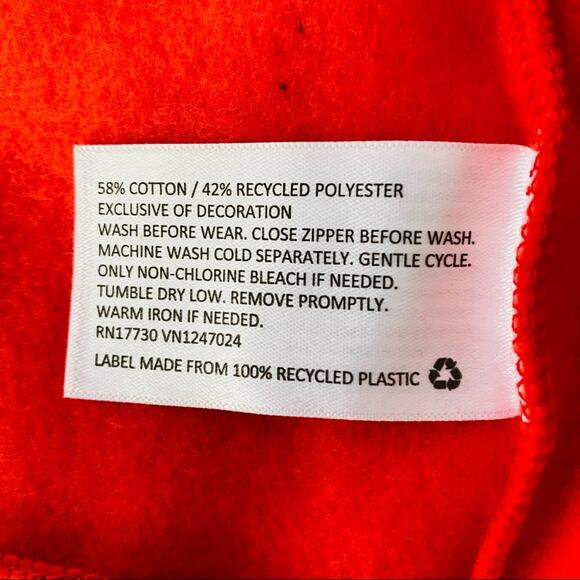 58% COTTON / 42% RECYCLED POLYESTER
EXCLUSIVE OF DECORATION
WASH BEFORE WEAR. CLOSE ZIPPER BEFORE WASH.
MACHINE WASH COLD SEPARATELY. GENTLE CYCLE.
ONLY NON-CHLORINE BLEACH IF NEEDED.
TUMBLE DRY LOW. REMOVE PROMPTLY.
WARM IRON IF NEEDED.
RN17730 VN1247024
LABEL MADE FROM 100% RECYCLED PLASTIC